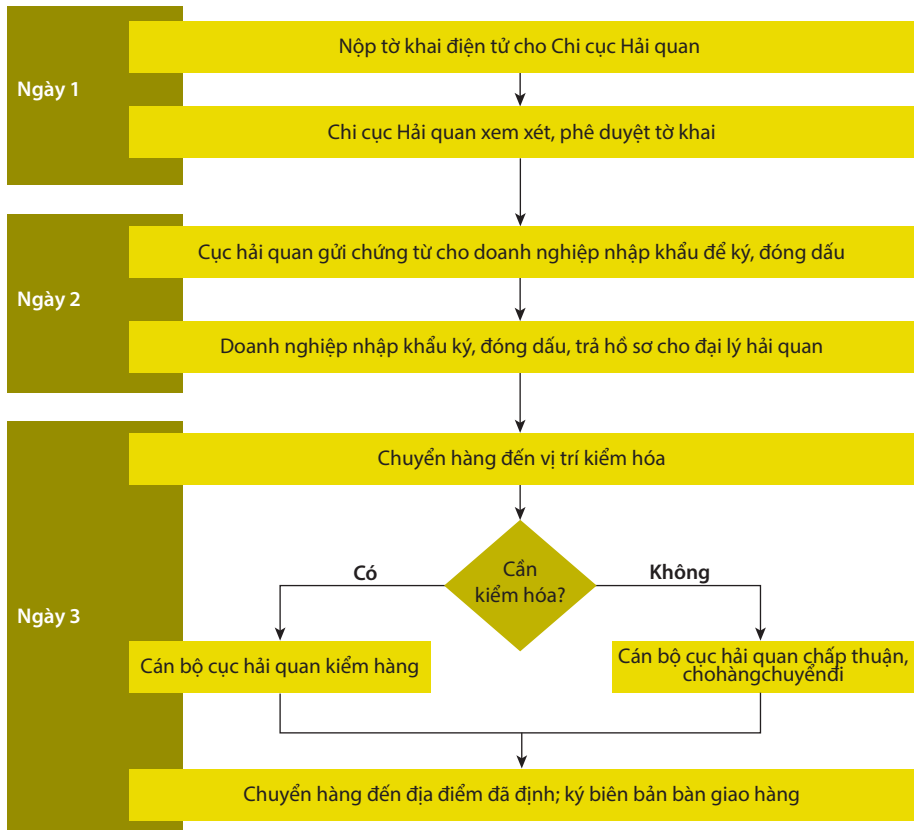 Ngày 1
Nộp tờ khai điện tử cho Chi cục Hải quan
Chi cục Hải quan xem xét, phê duyệt tờ khai
Ngày 2
Cục hải quan gửi chứng từ cho doanh nghiệp nhập khẩu để ký, đóng dấu
Doanh nghiệp nhập khẩu ký, đóng dấu, trả hồ sơ cho đại lý hải quan
Ngày 3
Chuyển hàng đến vị trí kiểm hóa
Cần
kiểm hóa?
Có
Không
Cán bộ cục hải quan kiểm hàng
Cán bộ cục hải quan chấp thuận,
chohàngchuyểnđi
Chuyển hàng đến địa điểm đã định; ký biên bản bàn giao hàng